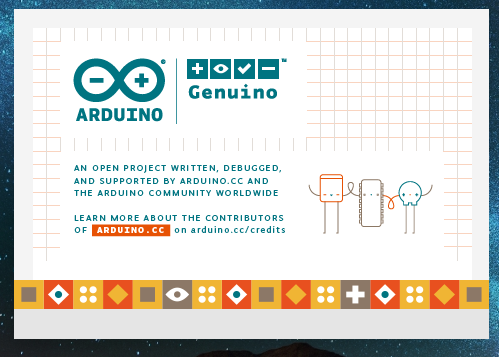 ARDUINO
Genuino
™
AN OPEN PROJECT WRITTEN, DEBUGGED,
AND SUPPORTED BY ARDUINO.CC AND
THE ARDUINO COMMUNITY WORLDWIDE
LEARN MORE ABOUT THE CONTRIBUTORS
OF ARDUINO.CC on arduino.cc/credits